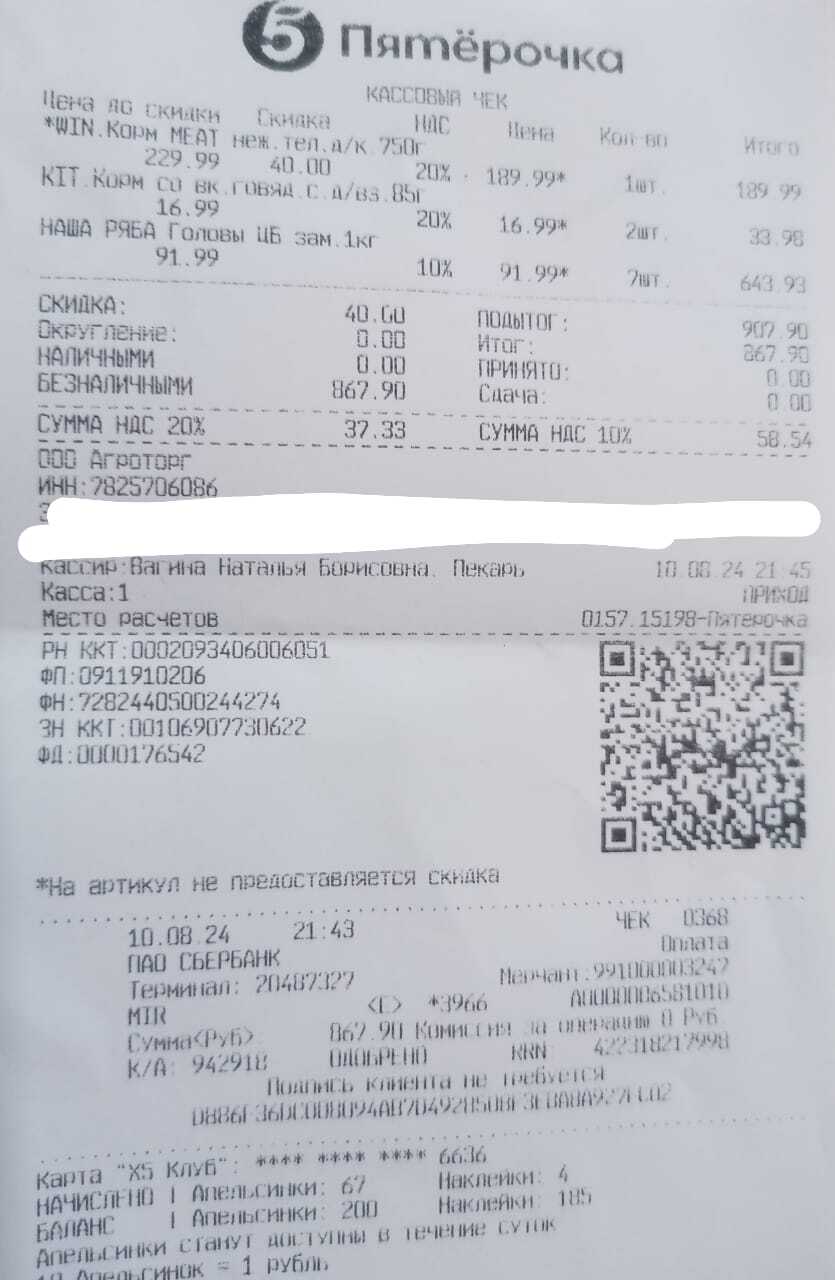 5 Пятёрочка
КАССОВЫЙ ЧЕК
Цена до скидки Скидка НДС Цена Кол-во Итого
*WIN.Корм MEAT неж.тел.д/к.750г
229.99 40.00 20% 189.99* 1шт. 189.99
KIT.Корм со вк.говяд.с.д/вз.85г
16.99 20% 16.99* 2шт. 33.98
НАША РЯБА Головы ЦБ зам.1кг
91.99 10% 91.99* 7шт. 643.93
СКИДКА: 40.00 ПОДЫТОГ: 907.90
Округление: 0.00 Итог: 867.90
НАЛИЧНЫМИ 0.00 ПРИНЯТО: 0.00
БЕЗНАЛИЧНЫМИ 867.90 Сдача: 0.00
СУММА НДС 20% 37.33 СУММА НДС 10% 58.54
ООО Агроторг
ИНН:7825706086
Кассир:Вагина Наталья Борисовна. Пекарь 10.08.24 21:45
Касса:1 ПРИХОД
Место расчетов 0157.15198-Пятерочка
РН ККТ:0002093406006051
ФП:0911910206
ФН:7282440500244274
ЗН ККТ:00106907730622
ФД:0000176542
*На артикул не предоставляется скидка
ЧЕК 0368
10.08.24 21:43 Оплата
ПАО СБЕРБАНК Мерчант:991000003247
Терминал: 20487327 A0000006581010
MIR <E> *3966
Сумма<Руб>: 867.90 Комиссия за операцию 0 Руб
К/А: 942918 ОДОБРЕНО RRN: 422318217998
Подпись клиента не требуется
Карта "X5 Клуб": **** **** **** 6636
НАЧИСЛЕНО | Апельсинки: 67 Наклейки: 4
БАЛАНС | Апельсинки: 200 Наклейки: 185
Апельсинки станут доступны в течение суток
10 Апельсинок = 1 рубль